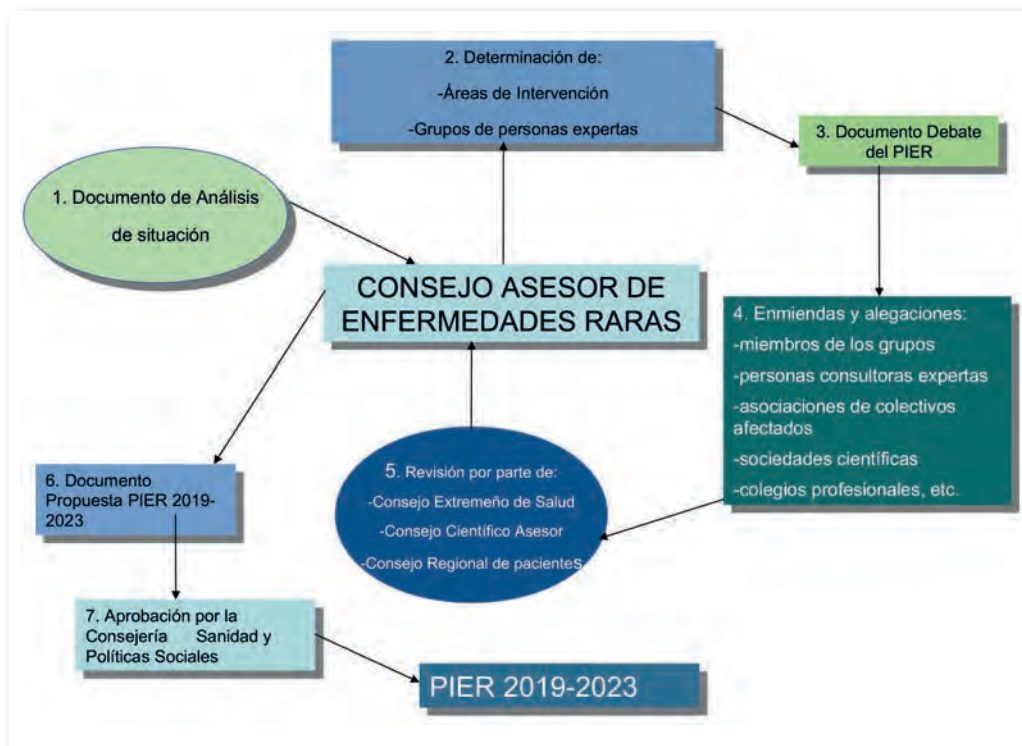 1. Documento de Análisis
de situación
2. Determinación de:
-Áreas de Intervención
-Grupos de personas expertas
3. Documento Debate
del PIER
CONSEJO ASESOR DE
ENFERMEDADES RARAS
4. Enmiendas y alegaciones:
-miembros de los grupos
-personas consultoras expertas
-asociaciones de colectivos
afectados
-sociedades científicas
-colegios profesionales, etc.
5. Revisión por parte de:
-Consejo Extremeño de Salud
-Consejo Científico Asesor
-Consejo Regional de pacientes
6. Documento
Propuesta PIER 2019-
2023
7. Aprobación por la
Consejería Sanidad y
Políticas Sociales
PIER 2019-2023